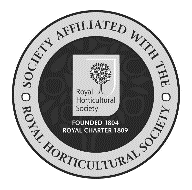 SOCIETY AFFILIATED WITH THE
Royal
Horticultural
Society
FOUNDED 1804
ROYAL CHARTER 1809
ROYAL HORTICULTURAL SOCIETY